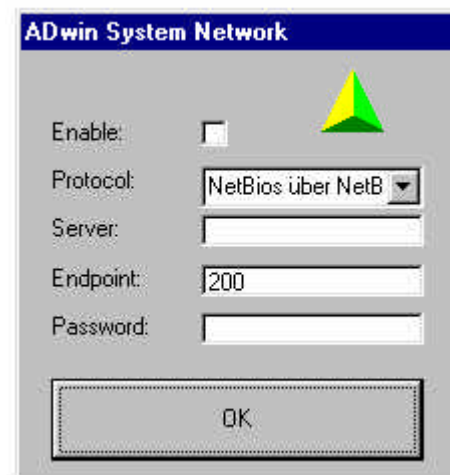 ADwin System Network
Enable:
Protocol: NetBios über NetB
Server:
Endpoint: 200
Password:
OK